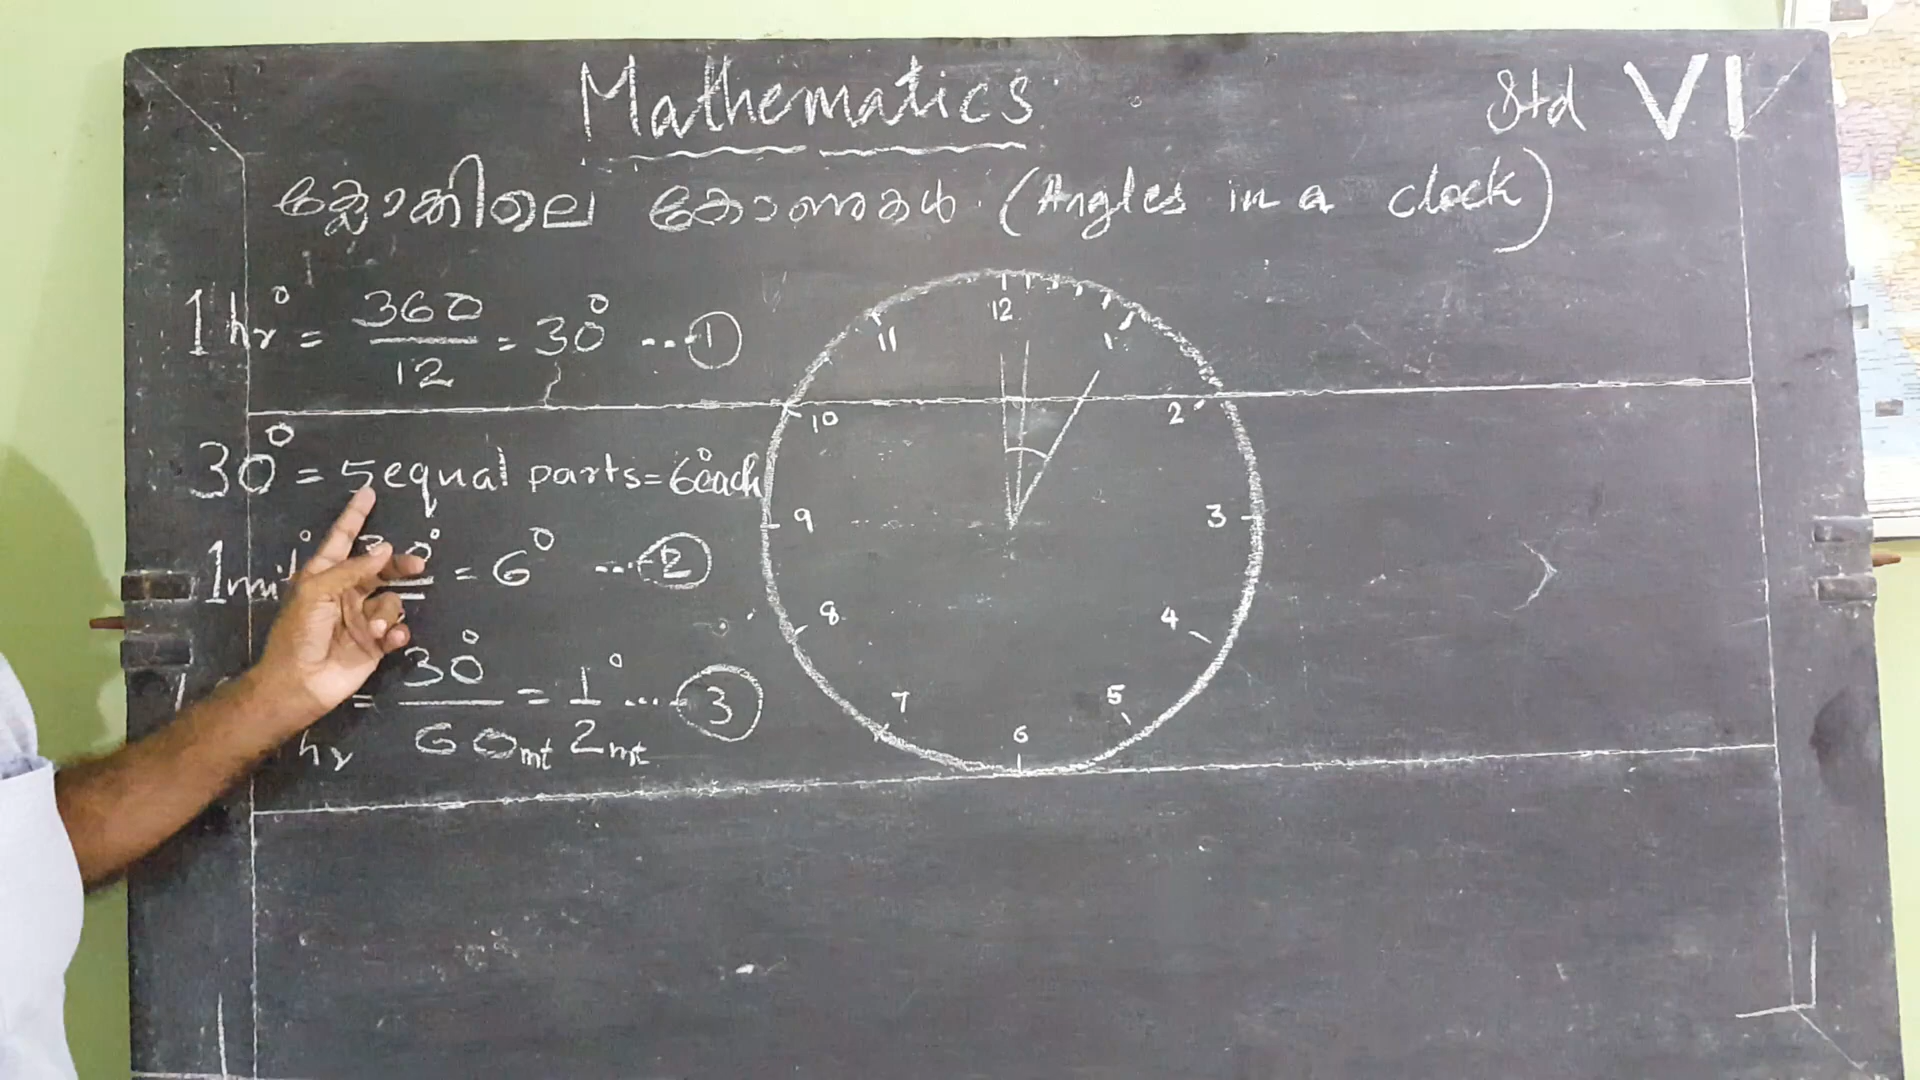 Mathematics
Std VI
ക്ലോക്കിലെ കോണുകൾ. (Angles in a clock)
1 hr° = 360/12 = 30° ...①
30° = 5 equal parts = 6° each
= 6° ...②
= 30°/60mt = 1°/2mt ...③
hr
12
11
1
10
2
9
3
8
4
7
5
6